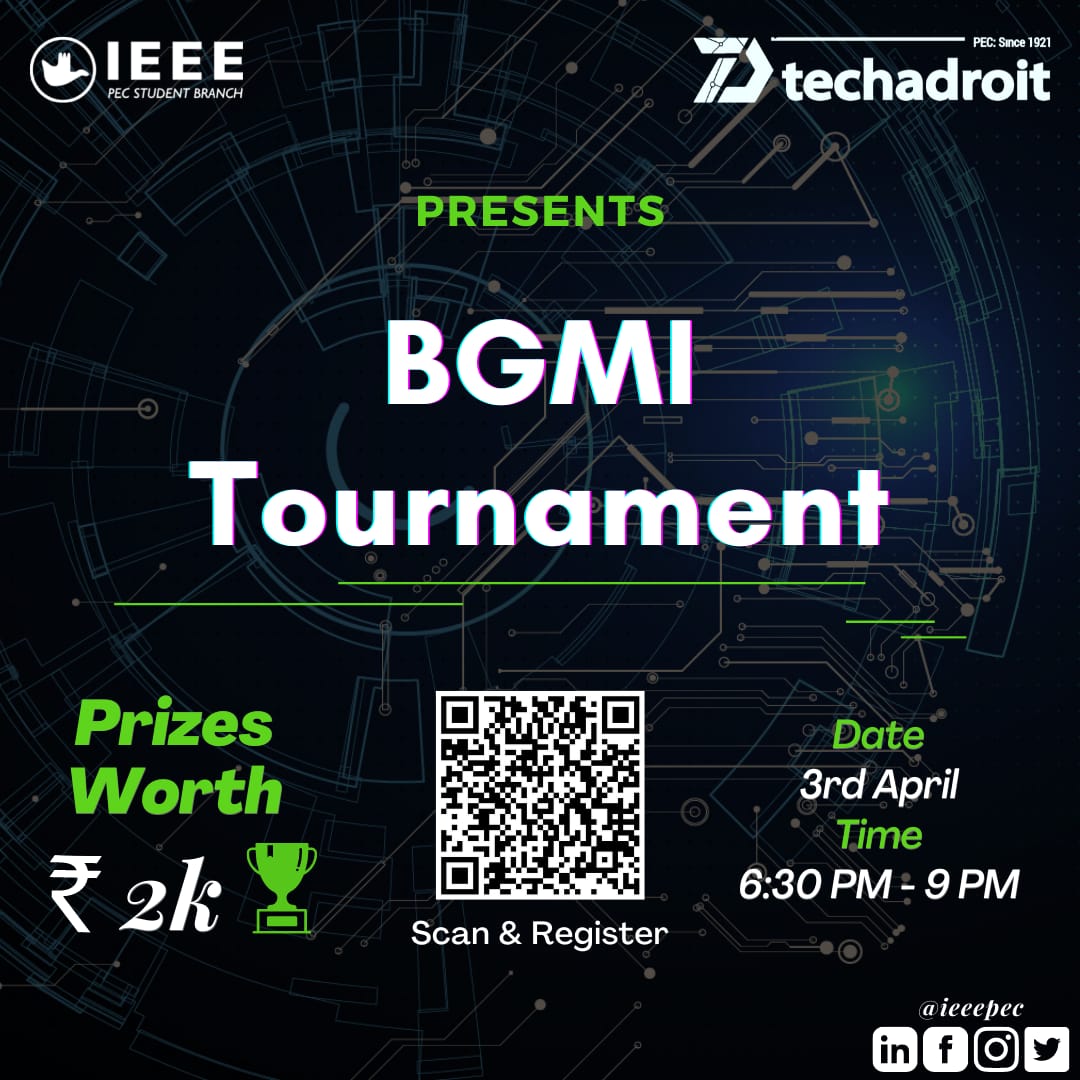 IEEE
PEC STUDENT BRANCH
PEC: Since 1921
techadroit
PRESENTS
BGMI
Tournament
Prizes
Worth
₹ 2k
Scan & Register
Date
3rd April
Time
6:30 PM - 9 PM
@ieeepec